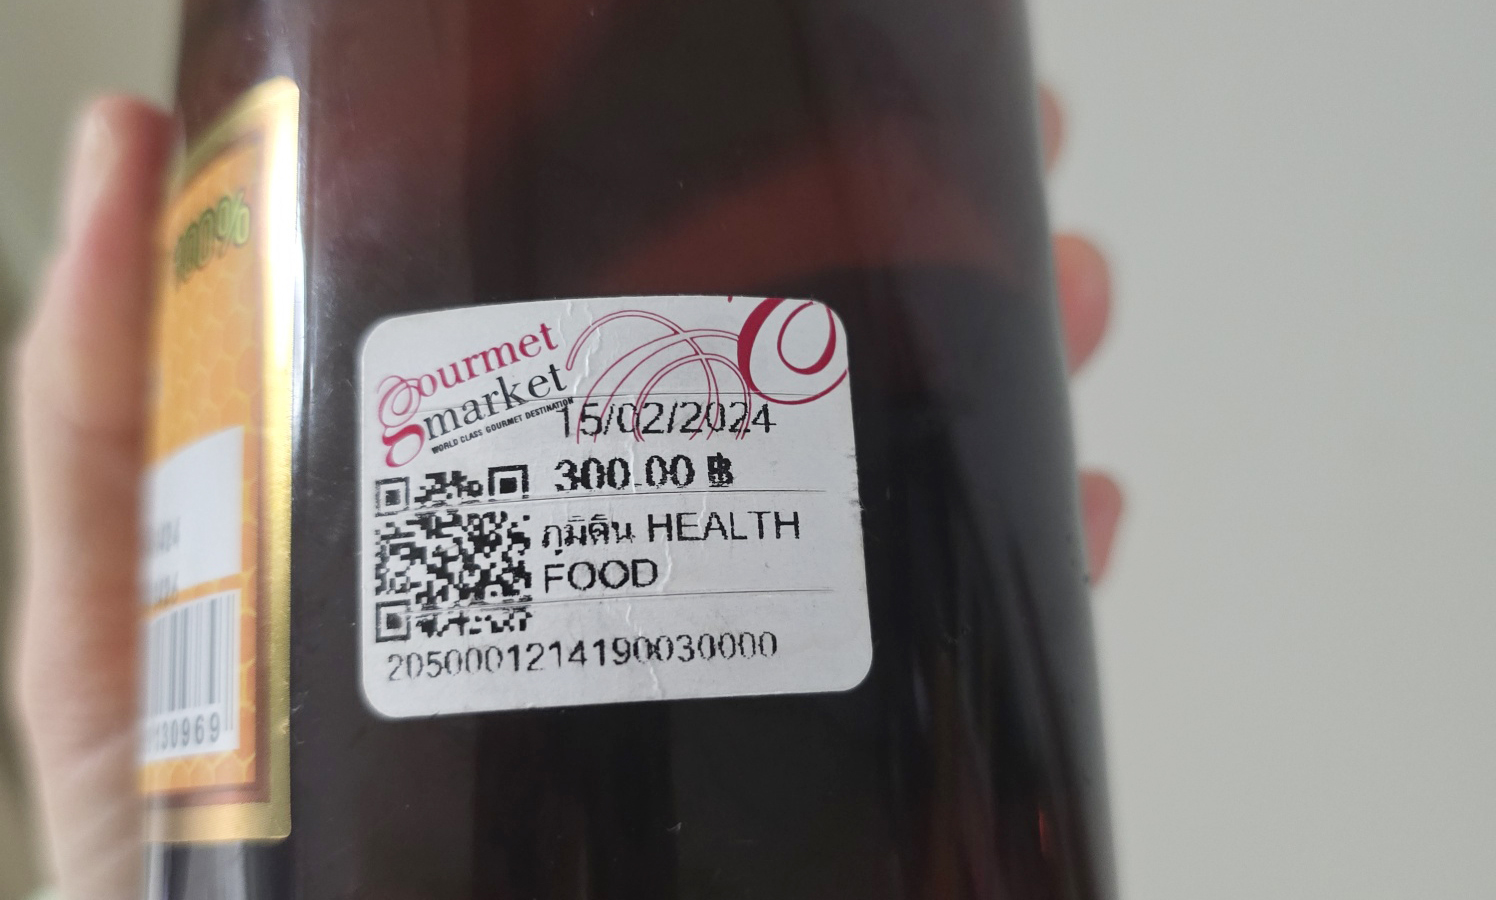 100%
gourmet
market
WORLD CLASS GOURMET DESTINATION
15/02/2024
300.00 ฿
ภูมิดิน HEALTH
FOOD
2050001214190030000
130969